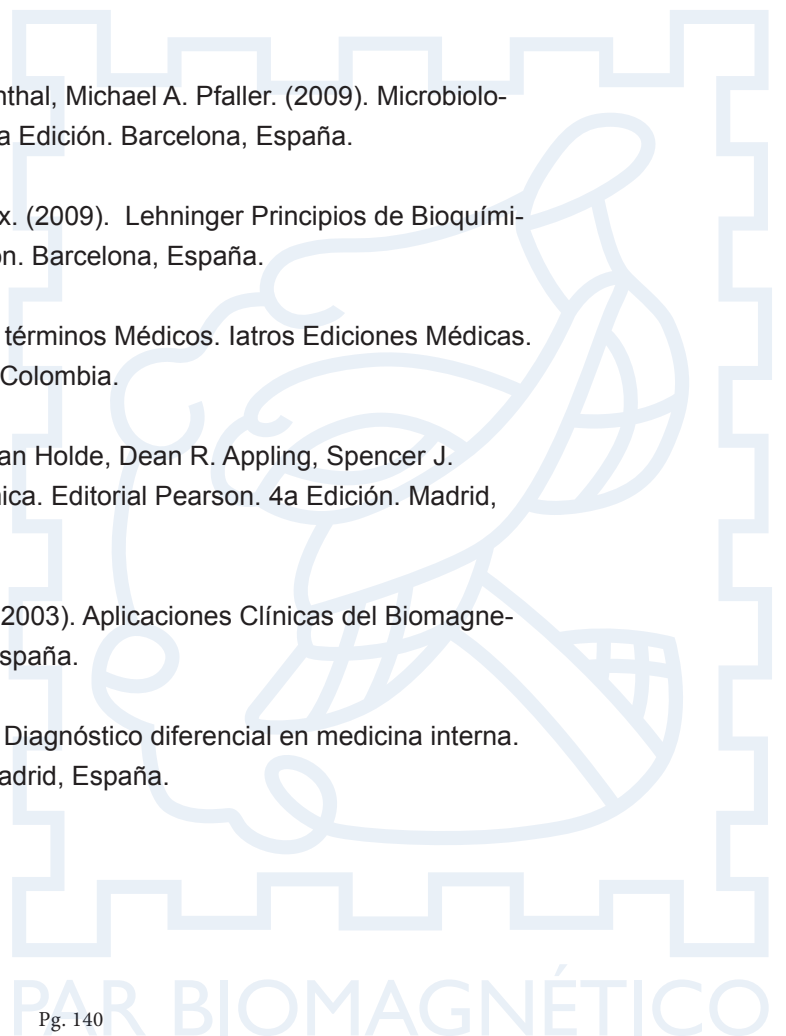 nthal, Michael A. Pfaller. (2009). Microbiolo-
a Edición. Barcelona, España.
x. (2009). Lehninger Principios de Bioquími-
n. Barcelona, España.
términos Médicos. Iatros Ediciones Médicas.
Colombia.
an Holde, Dean R. Appling, Spencer J.
ica. Editorial Pearson. 4a Edición. Madrid,
2003). Aplicaciones Clínicas del Biomagne-
spaña.
Diagnóstico diferencial en medicina interna.
adrid, España.
PAR BIOMAGNÉTICO
Pg. 140